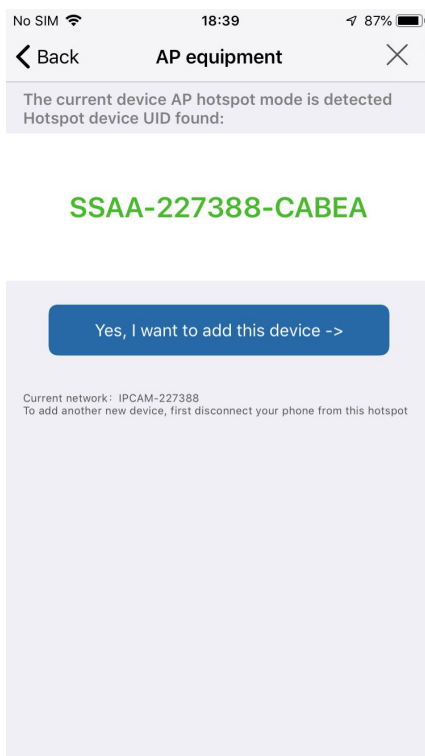 No SIM 18:39 87%
Back AP equipment
The current device AP hotspot mode is detected
Hotspot device UID found:
SSAA-227388-CABEA
Yes, I want to add this device ->
Current network: IPCAM-227388
To add another new device, first disconnect your phone from this hotspot